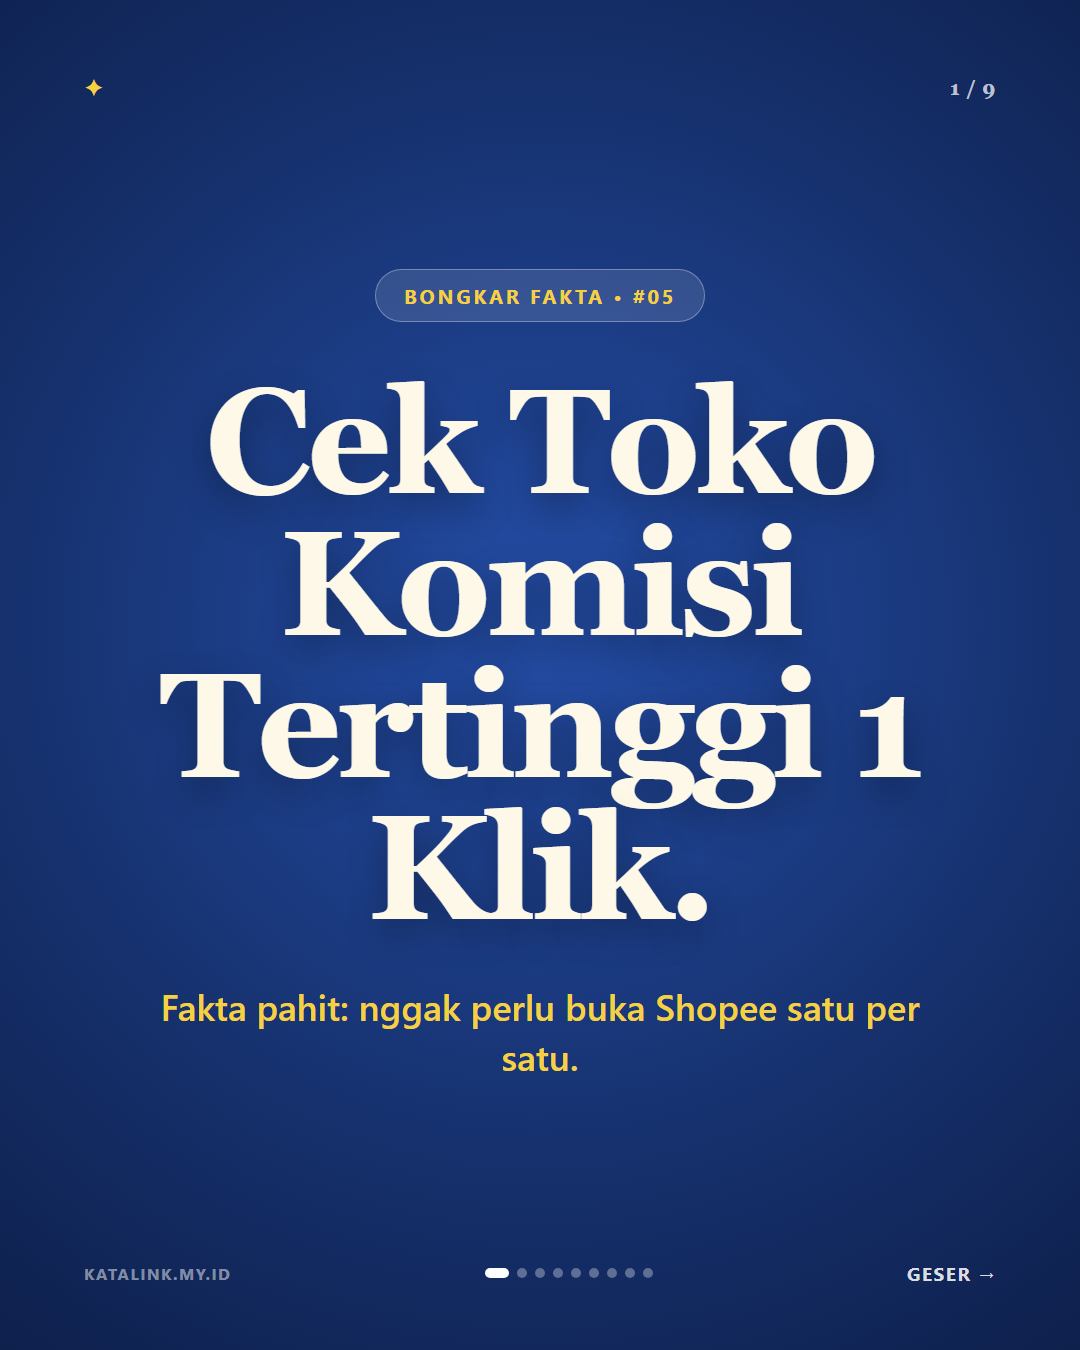 ✦
1 / 9
BONGKAR FAKTA • #05
Cek Toko
Komisi
Tertinggi 1
Klik.
Fakta pahit: nggak perlu buka Shopee satu per
satu.
KATALINK.MY.ID
GESER →